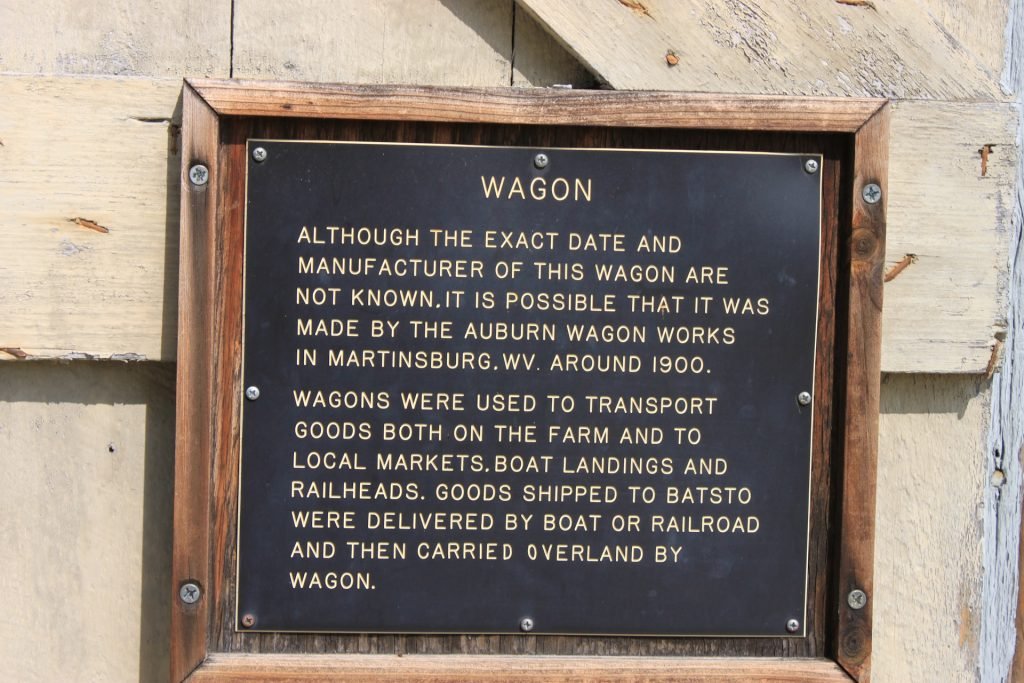 WAGON
ALTHOUGH THE EXACT DATE AND
MANUFACTURER OF THIS WAGON ARE
NOT KNOWN.IT IS POSSIBLE THAT IT WAS
MADE BY THE AUBURN WAGON WORKS
IN MARTINSBURG.WV. AROUND 1900.
WAGONS WERE USED TO TRANSPORT
GOODS BOTH ON THE FARM AND TO
LOCAL MARKETS.BOAT LANDINGS AND
RAILHEADS. GOODS SHIPPED TO BATSTO
WERE DELIVERED BY BOAT OR RAILROAD
AND THEN CARRIED OVERLAND BY
WAGON.